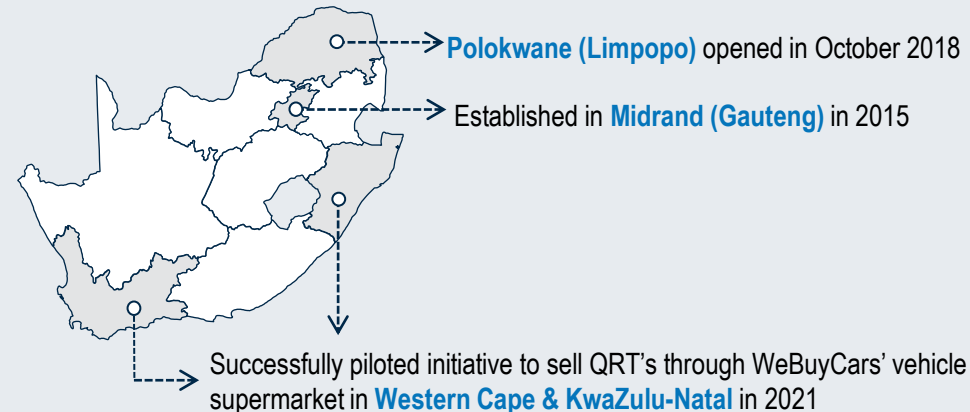 Polokwane (Limpopo) opened in October 2018
Established in Midrand (Gauteng) in 2015
Successfully piloted initiative to sell QRT's through WeBuyCars’ vehicle
supermarket in Western Cape & KwaZulu-Natal in 2021